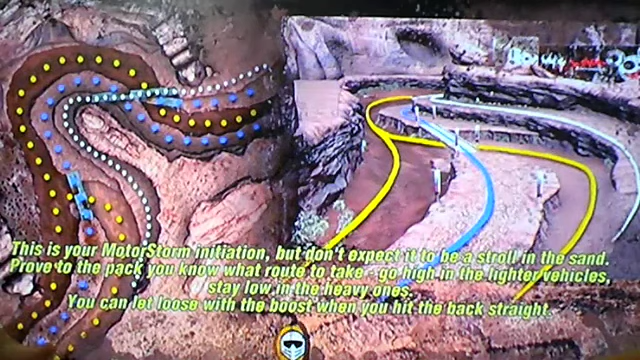 This is your MotorStorm initiation, but don't expect it to be a stroll in the sand.
Prove to the pack you know what route to take - go high in the lighter vehicles,
stay low in the heavy ones.
You can let loose with the boost when you hit the back straight.